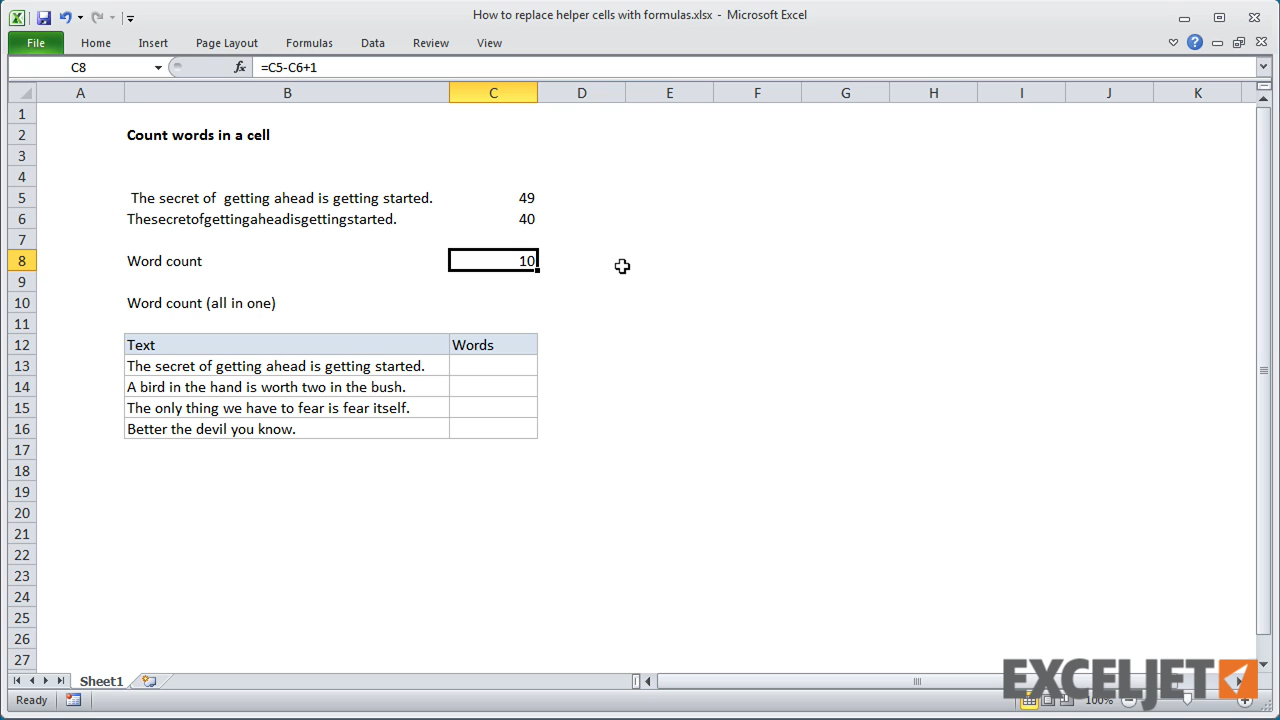 How to replace helper cells with formulas.xlsx - Microsoft Excel
File Home Insert Page Layout Formulas Data Review View
C8 fx =C5-C6+1
A B C D E F G H I J K
1
2 Count words in a cell
3
4
5 The secret of  getting ahead is getting started. 49
6 Thesecretofgettingaheadisgettingstarted. 40
7
8 Word count 10
9
10 Word count (all in one)
11
12 Text Words
13 The secret of getting ahead is getting started.
14 A bird in the hand is worth two in the bush.
15 The only thing we have to fear is fear itself.
16 Better the devil you know.
17
18
19
20
21
22
23
24
25
26
27
Sheet1
EXCELJET
Ready 100%